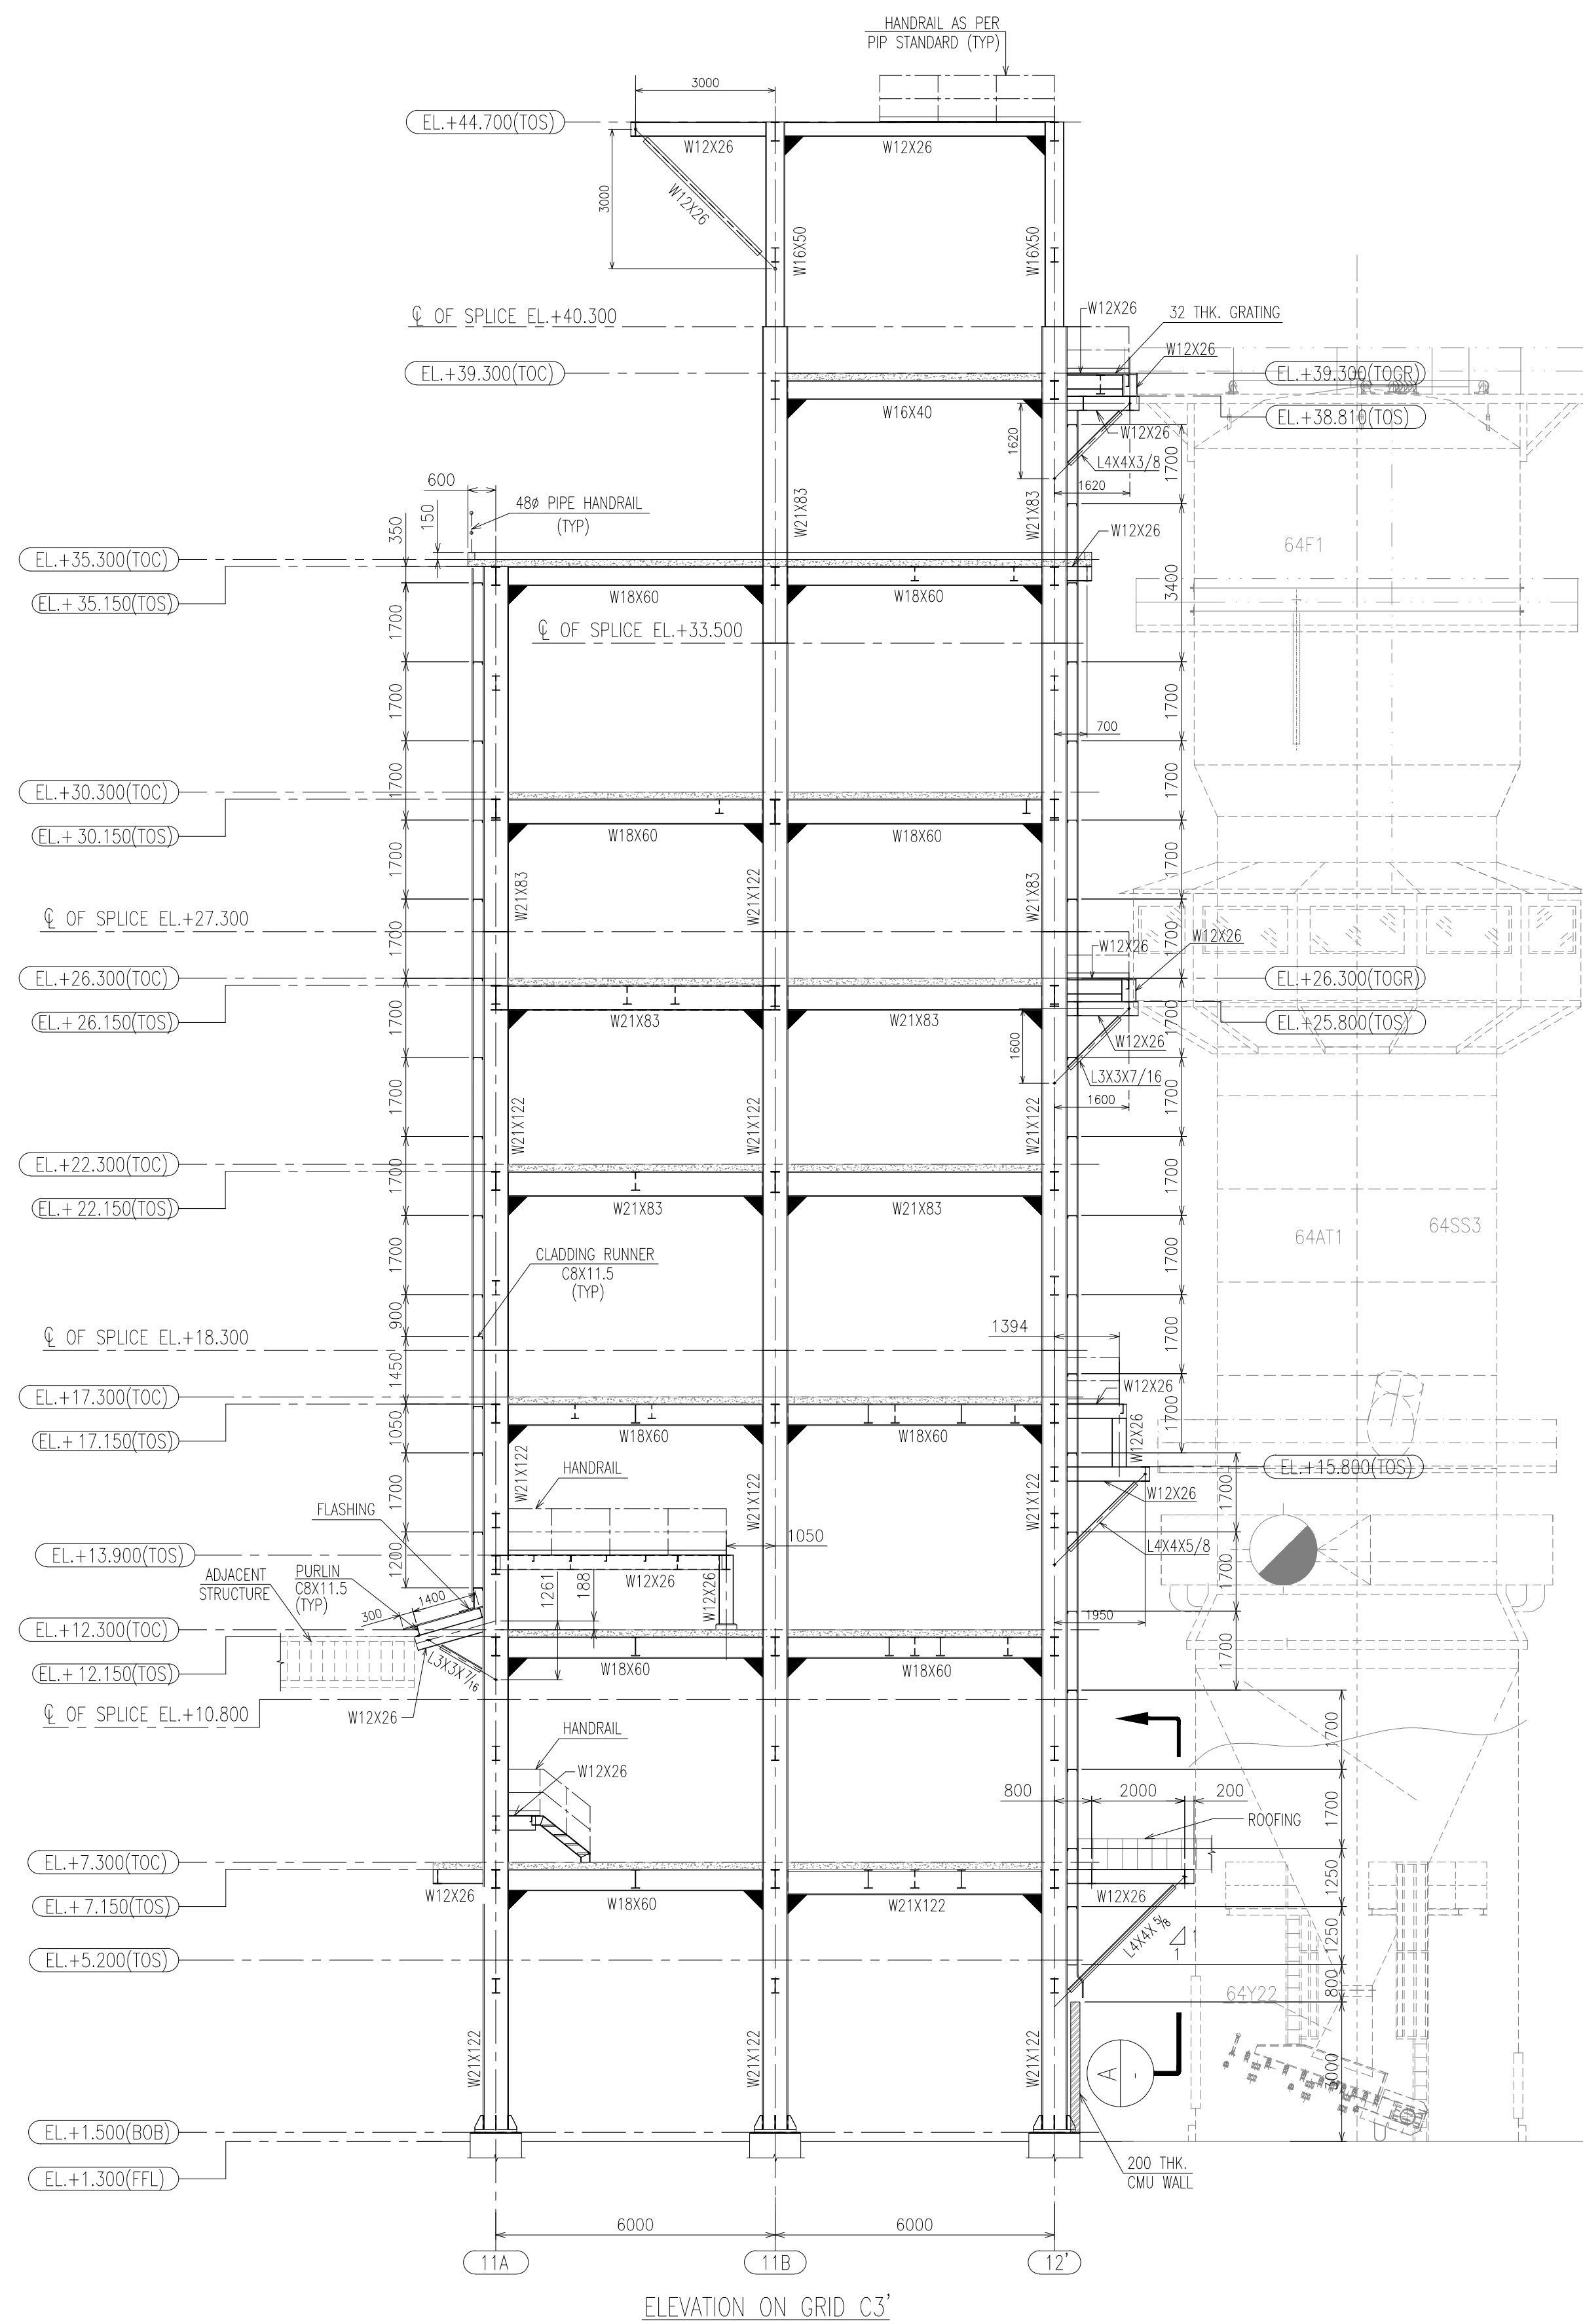 HANDRAIL AS PER
PIP STANDARD (TYP)
3000
EL.+44.700(TOS)
W12X26
W12X26
W12X26
3000
W16X50
W16X50
℄ OF SPLICE EL.+40.300
W12X26
32 THK. GRATING
W12X26
EL.+39.300(TOC)
EL.+39.300(TOGR)
W16X40
EL.+38.810(TOS)
W12X26
1620
L4X4X3/8
1700
1620
600
48ø PIPE HANDRAIL
(TYP)
150
350
W21X83
W21X83
W12X26
64F1
EL.+35.300(TOC)
3400
EL.+ 35.150(TOS)
W18X60
W18X60
1700
℄ OF SPLICE EL.+33.500
1700
1700
700
1700
1700
EL.+30.300(TOC)
EL.+ 30.150(TOS)
W18X60
W18X60
1700
1700
W21X83
W21X122
W21X83
℄ OF SPLICE EL.+27.300
1700
1700
W12X26
W12X26
EL.+26.300(TOC)
EL.+26.300(TOGR)
EL.+ 26.150(TOS)
W21X83
W21X83
1700
1700
EL.+25.800(TOS)
W12X26
1600
L3X3X7/16
1600
W21X122
W21X122
W21X122
1700
1700
EL.+22.300(TOC)
EL.+ 22.150(TOS)
1700
1700
W21X83
W21X83
64AT1
64SS3
CLADDING RUNNER
C8X11.5
(TYP)
1700
1700
900
1700
1394
℄ OF SPLICE EL.+18.300
1450
EL.+17.300(TOC)
W12X26
EL.+ 17.150(TOS)
1050
W18X60
W18X60
1700
W12X26
HANDRAIL
W21X122
W21X122
W21X122
EL.+15.800(TOS)
W12X26
1700
1700
FLASHING
1050
L4X4X5/8
EL.+13.900(TOS)
1200
ADJACENT
STRUCTURE
PURLIN
C8X11.5
(TYP)
1400
300
W12X26
W12X26
1261
188
1700
1950
EL.+12.300(TOC)
EL.+ 12.150(TOS)
L3X3X7/16
W18X60
W18X60
1700
℄ OF SPLICE EL.+10.800
W12X26
HANDRAIL
W12X26
1700
800
2000
200
1700
ROOFING
EL.+7.300(TOC)
EL.+ 7.150(TOS)
W12X26
W18X60
W21X122
W12X26
1250
L4X4X5/8
1
1
1250
EL.+5.200(TOS)
800
64Y22
W21X122
W21X122
W21X122
A
-
3000
EL.+1.500(BOB)
EL.+1.300(FFL)
200 THK.
CMU WALL
6000
6000
11A
11B
12'
ELEVATION ON GRID C3'